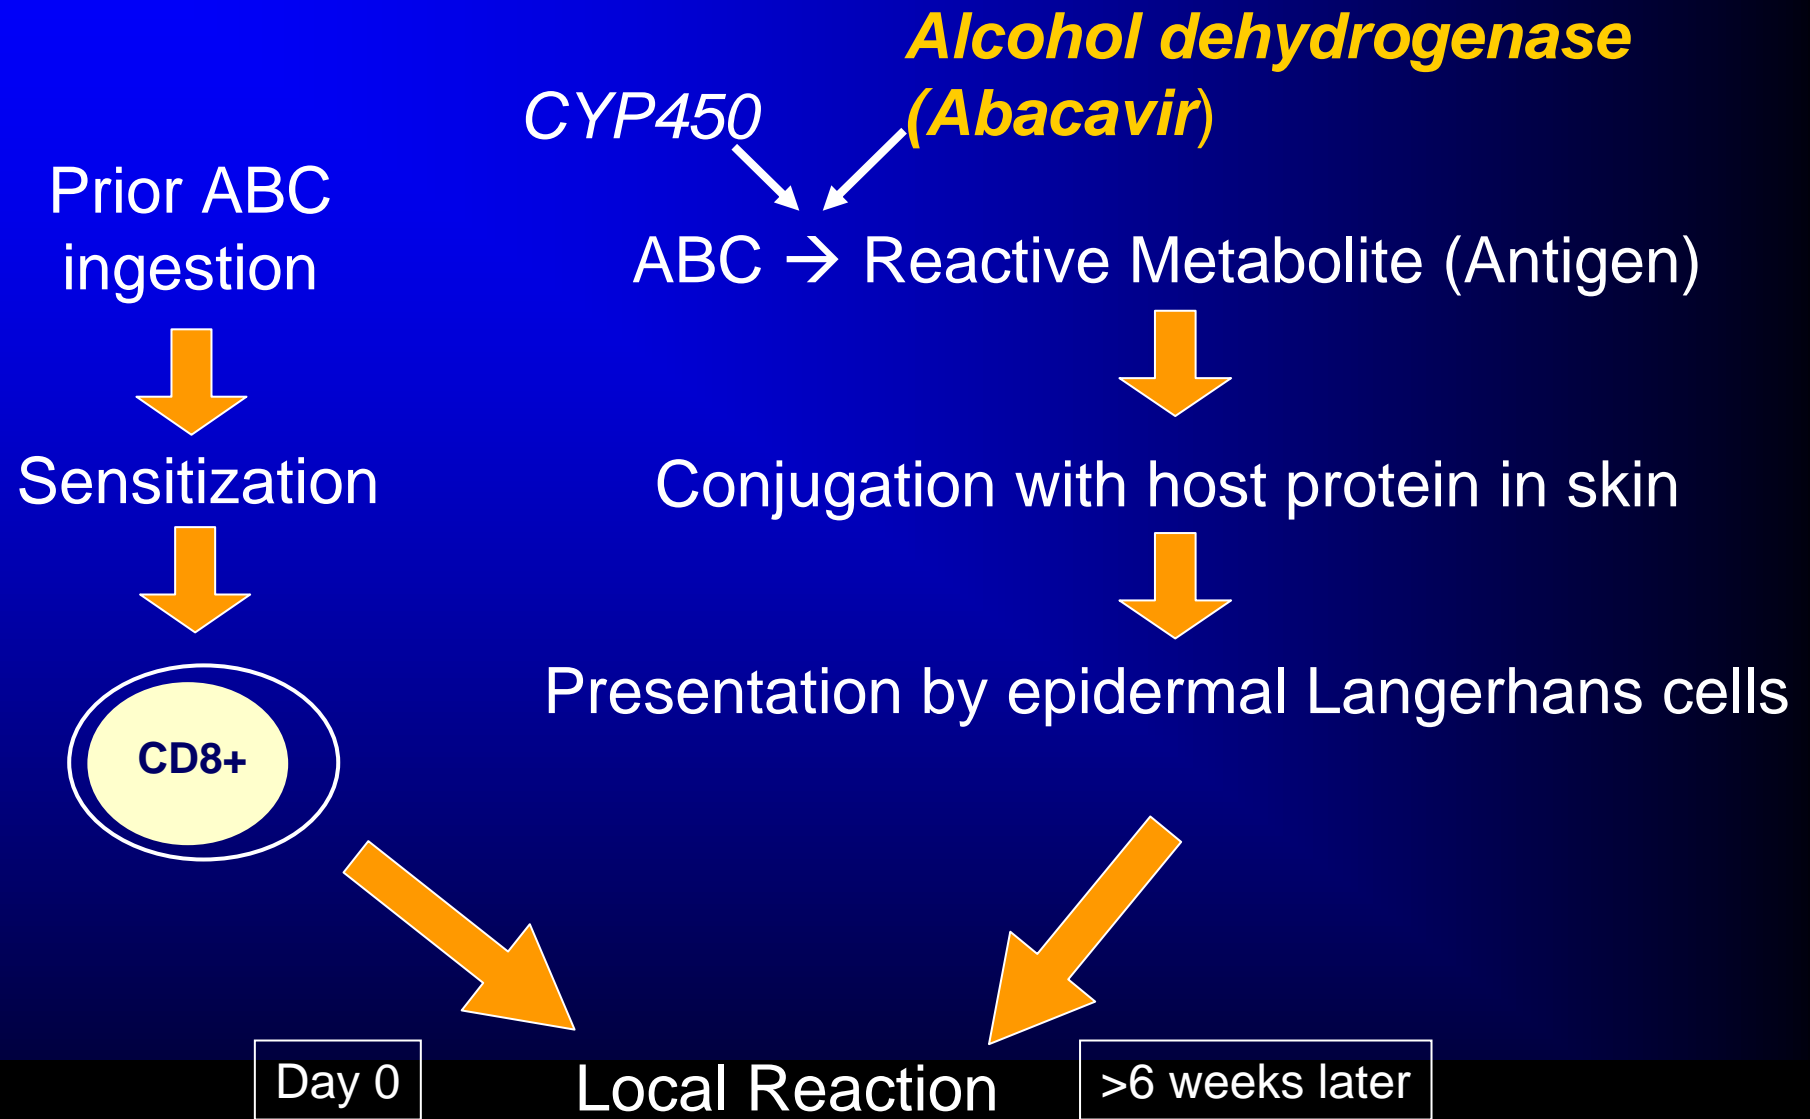 Alcohol dehydrogenase
(Abacavir)
CYP450
Prior ABC
ingestion
ABC → Reactive Metabolite (Antigen)
Sensitization
Conjugation with host protein in skin
Presentation by epidermal Langerhans cells
CD8+
Day 0
Local Reaction
>6 weeks later